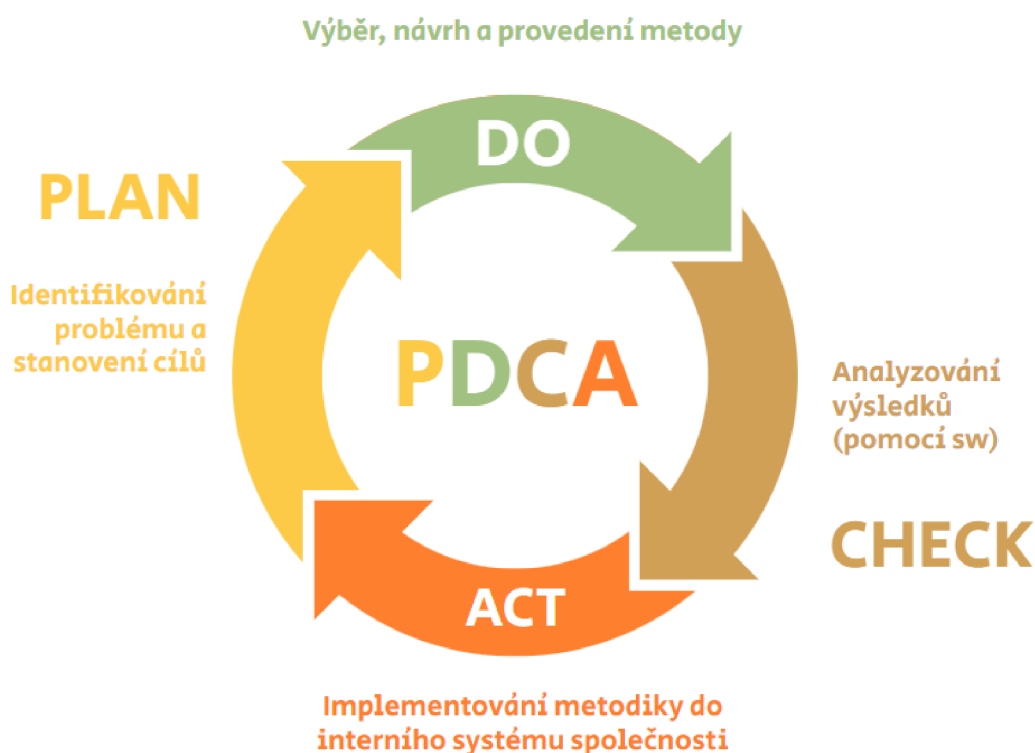 Výběr, návrh a provedení metody
DO
PLAN
Identifikování
problému a
stanovení cílů
PDCA
Analyzování
výsledků
(pomocí sw)
CHECK
ACT
Implementování metodiky do
interního systému společnosti